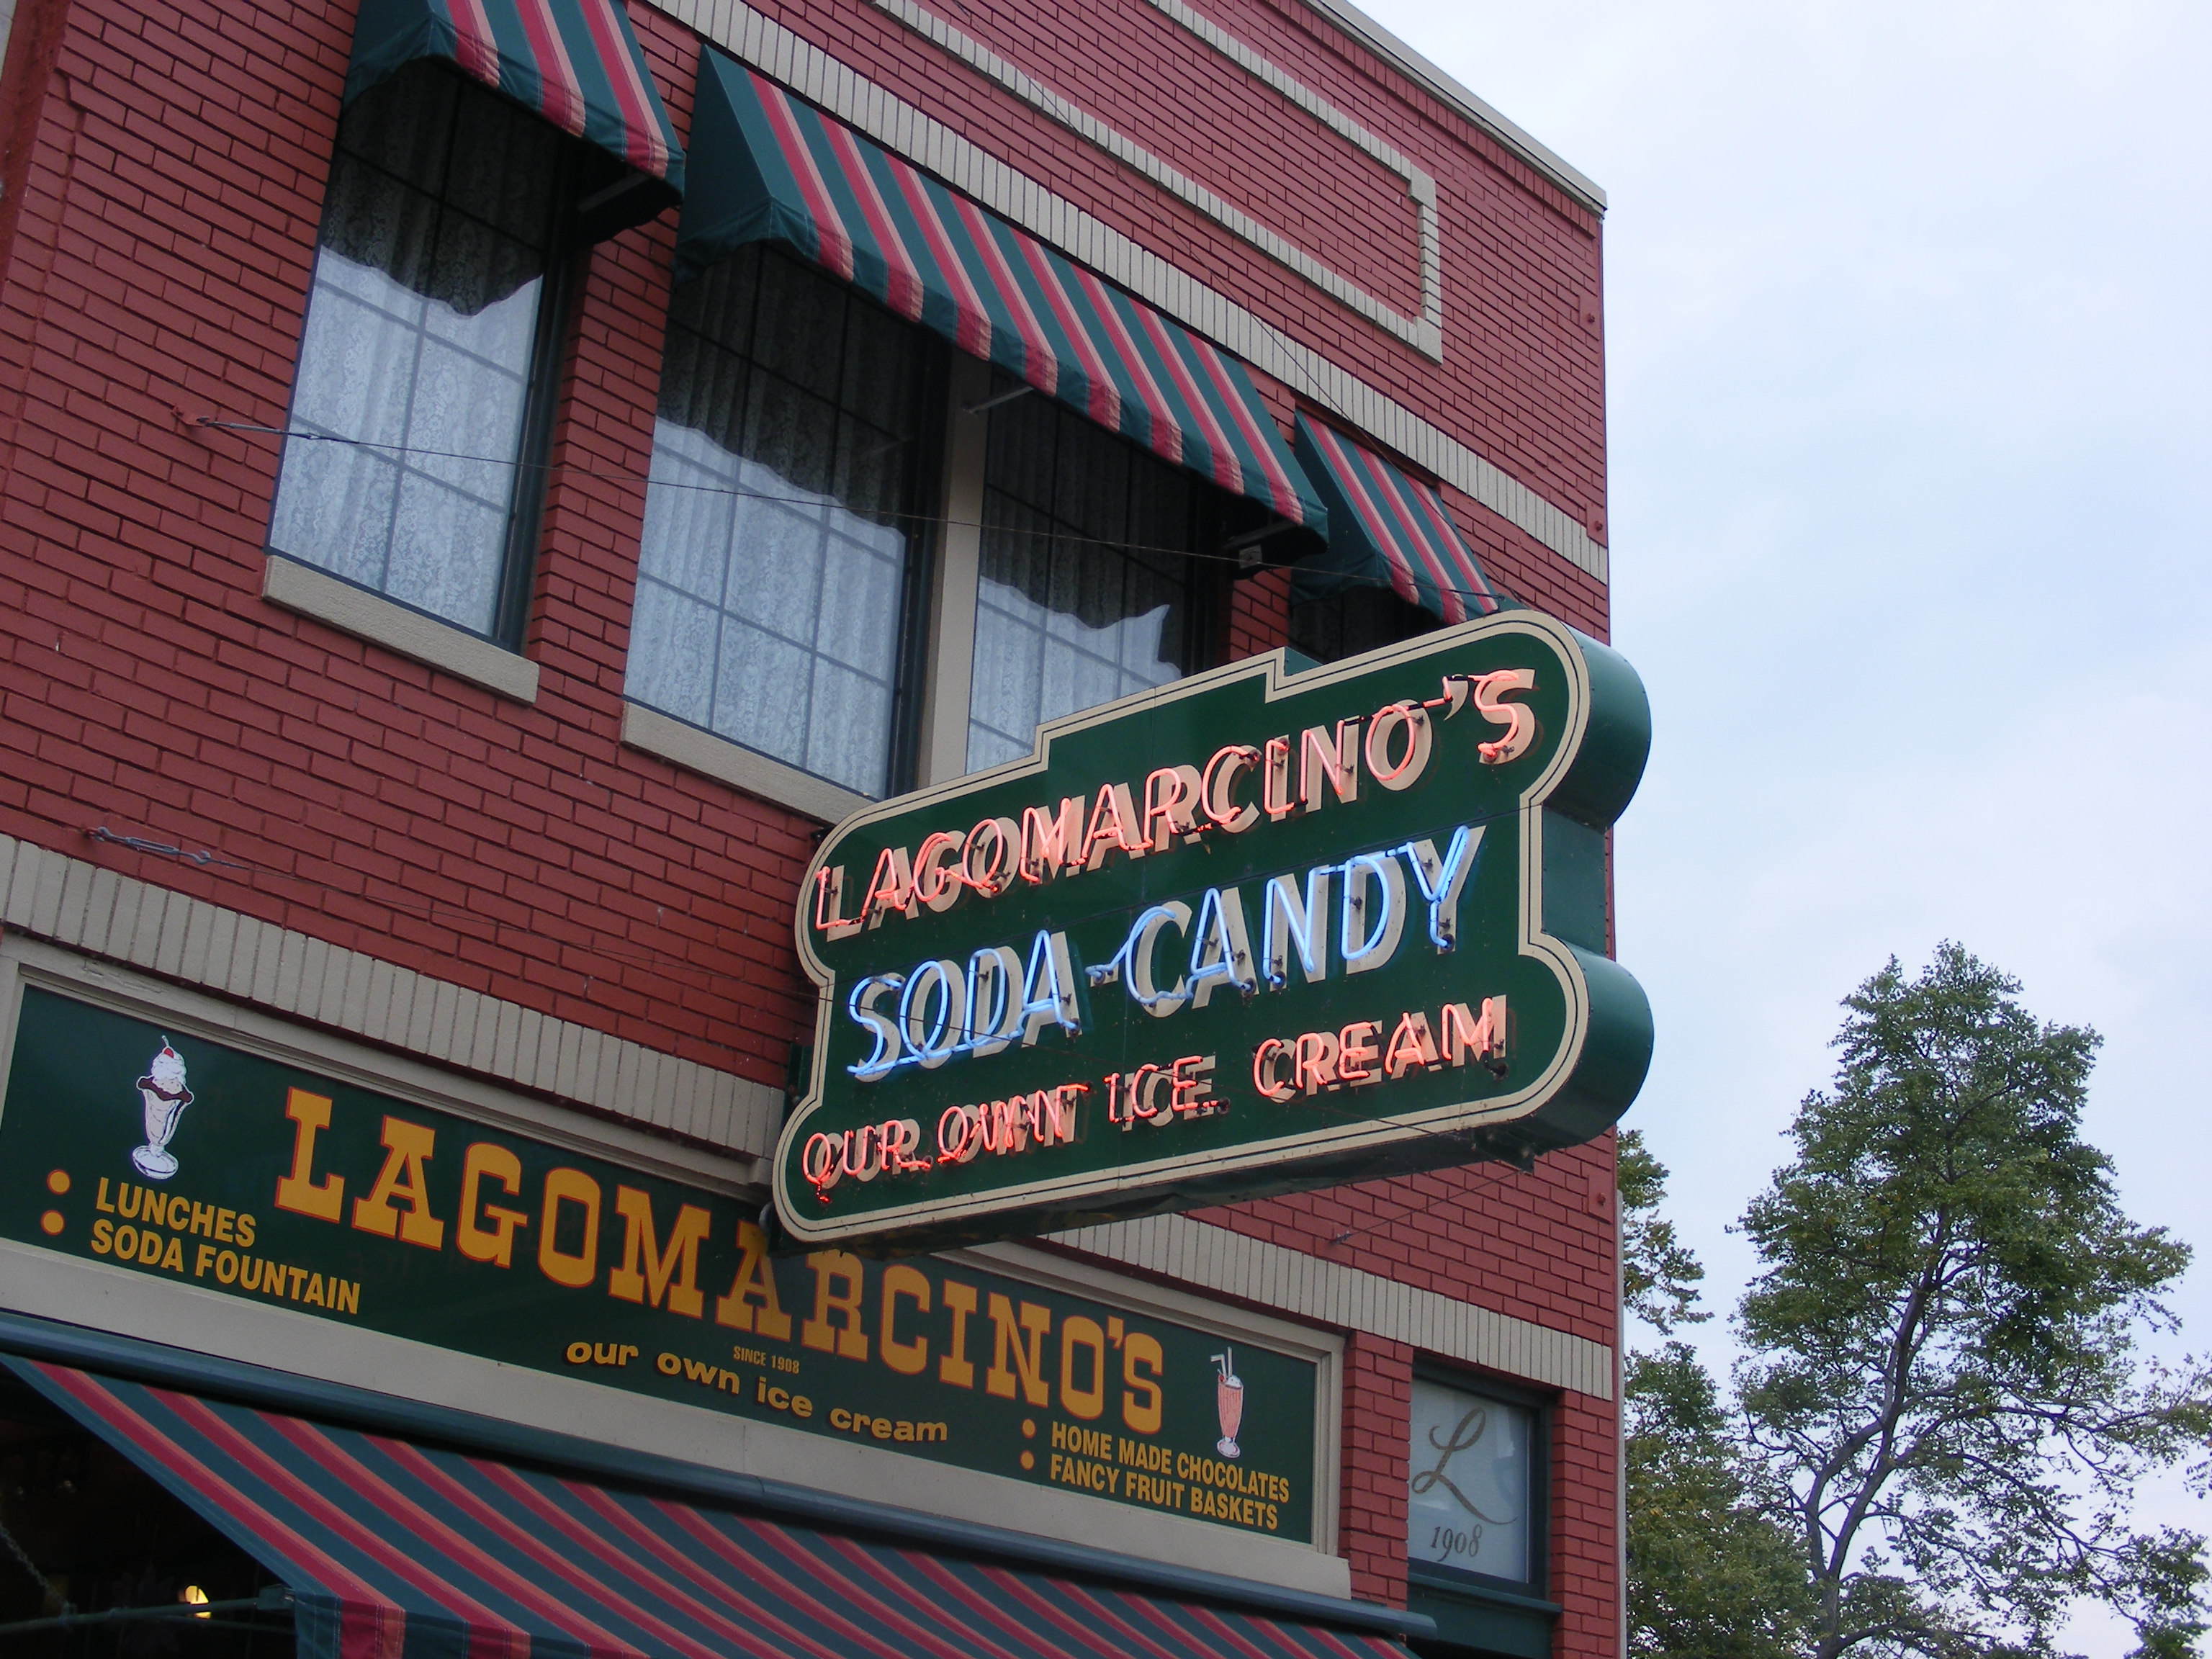 LAGOMARCINO'S
SODA-CANDY
OUR OWN ICE CREAM
LAGOMARCINO'S
LUNCHES
SODA FOUNTAIN
SINCE 1908
our own ice cream
HOME MADE CHOCOLATES
FANCY FRUIT BASKETS
L
1908